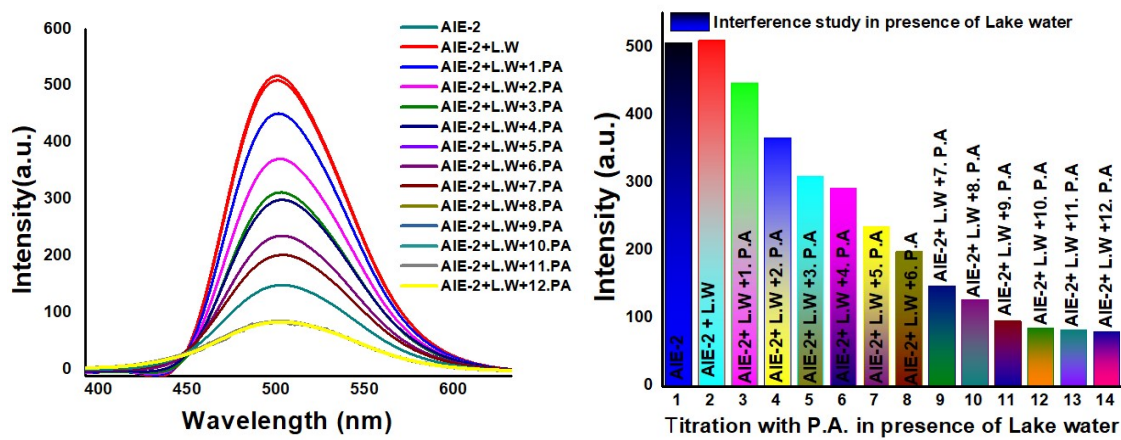 600
500
400
300
200
100
0
400
450
500
550
600
Intensity(a.u.)
Wavelength (nm)
AIE-2
AIE-2+L.W
AIE-2+L.W+1.PA
AIE-2+L.W+2.PA
AIE-2+L.W+3.PA
AIE-2+L.W+4.PA
AIE-2+L.W+5.PA
AIE-2+L.W+6.PA
AIE-2+L.W+7.PA
AIE-2+L.W+8.PA
AIE-2+L.W+9.PA
AIE-2+L.W+10.PA
AIE-2+L.W+11.PA
AIE-2+L.W+12.PA
Interference study in presence of Lake water
500
400
300
200
100
0
Intensity (a.u.)
AIE-2
AIE-2 + L.W
AIE-2+ L.W +1. P.A
AIE-2+ L.W +2. P.A
AIE-2+ L.W +3. P.A
AIE-2+ L.W +4. P.A
AIE-2+ L.W +5. P.A
AIE-2+ L.W +6. P.A
AIE-2+ L.W +7. P.A
AIE-2+ L.W +8. P.A
AIE-2+ L.W +9. P.A
AIE-2+ L.W +10. P.A
AIE-2+ L.W +11. P.A
AIE-2+ L.W +12. P.A
1 2 3 4 5 6 7 8 9 10 11 12 13 14
Titration with P.A. in presence of Lake water